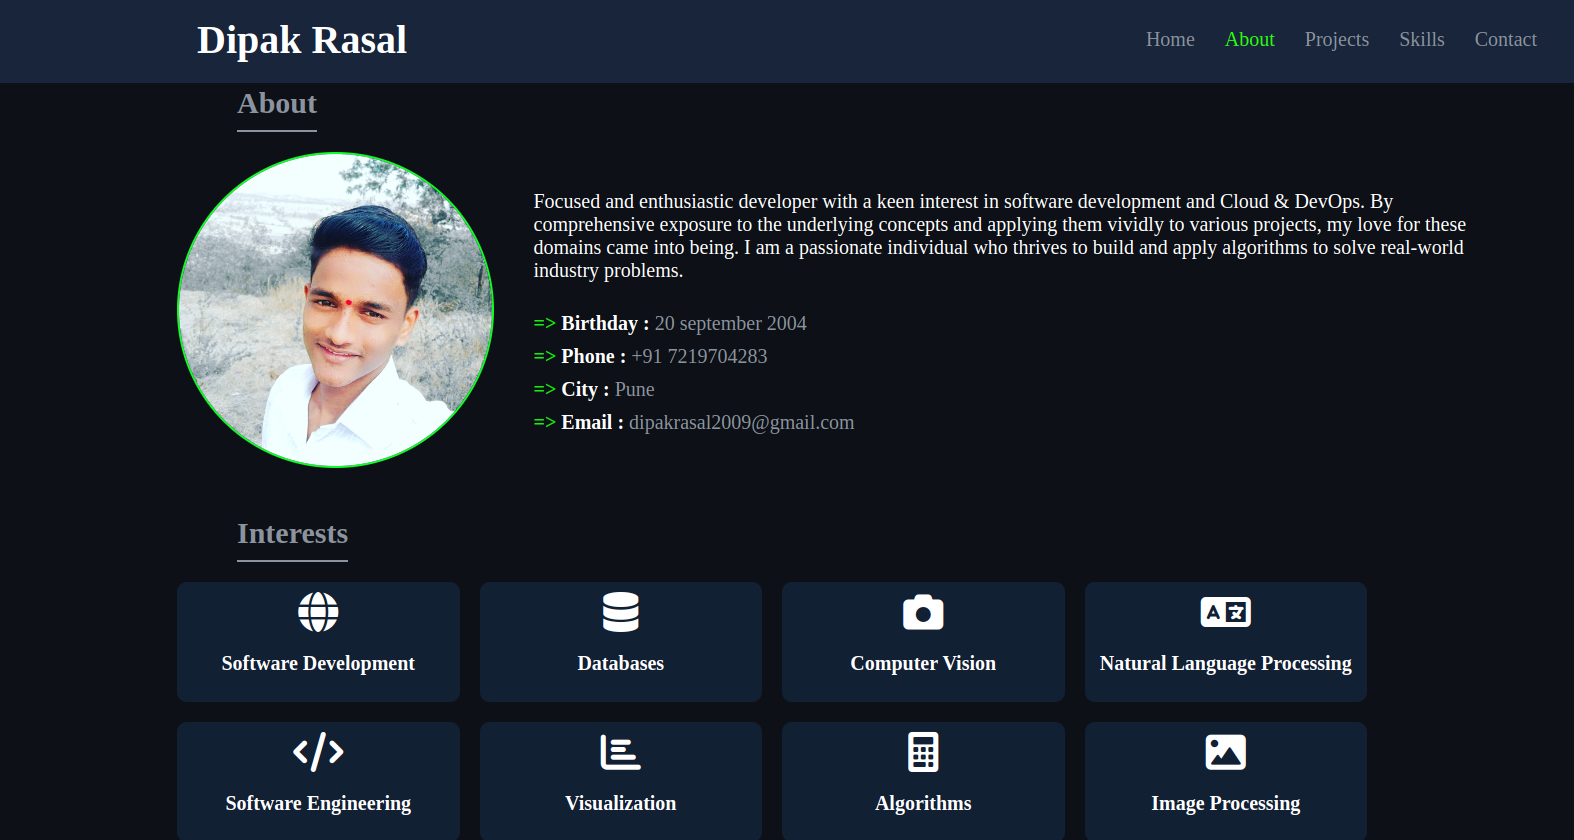 Dipak Rasal
Home About Projects Skills Contact
About
Focused and enthusiastic developer with a keen interest in software development and Cloud & DevOps. By
comprehensive exposure to the underlying concepts and applying them vividly to various projects, my love for these
domains came into being. I am a passionate individual who thrives to build and apply algorithms to solve real-world
industry problems.
=> Birthday : 20 september 2004
=> Phone : +91 7219704283
=> City : Pune
=> Email : dipakrasal2009@gmail.com
Interests
Software Development
Databases
Computer Vision
Natural Language Processing
Software Engineering
Visualization
Algorithms
Image Processing